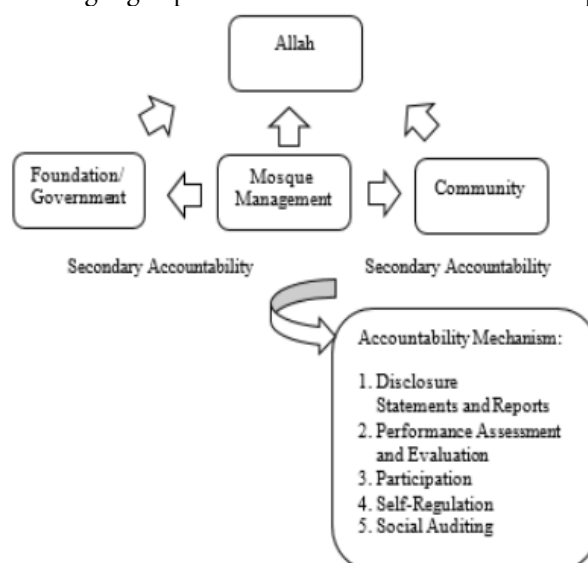 Allah
Foundation/
Government
Mosque
Management
Community
Secondary Accountability
Secondary Accountability
Accountability Mechanism:
1. Disclosure
Statements and Reports
2. Performance Assessment
and Evaluation
3. Participation
4. Self-Regulation
5. Social Auditing